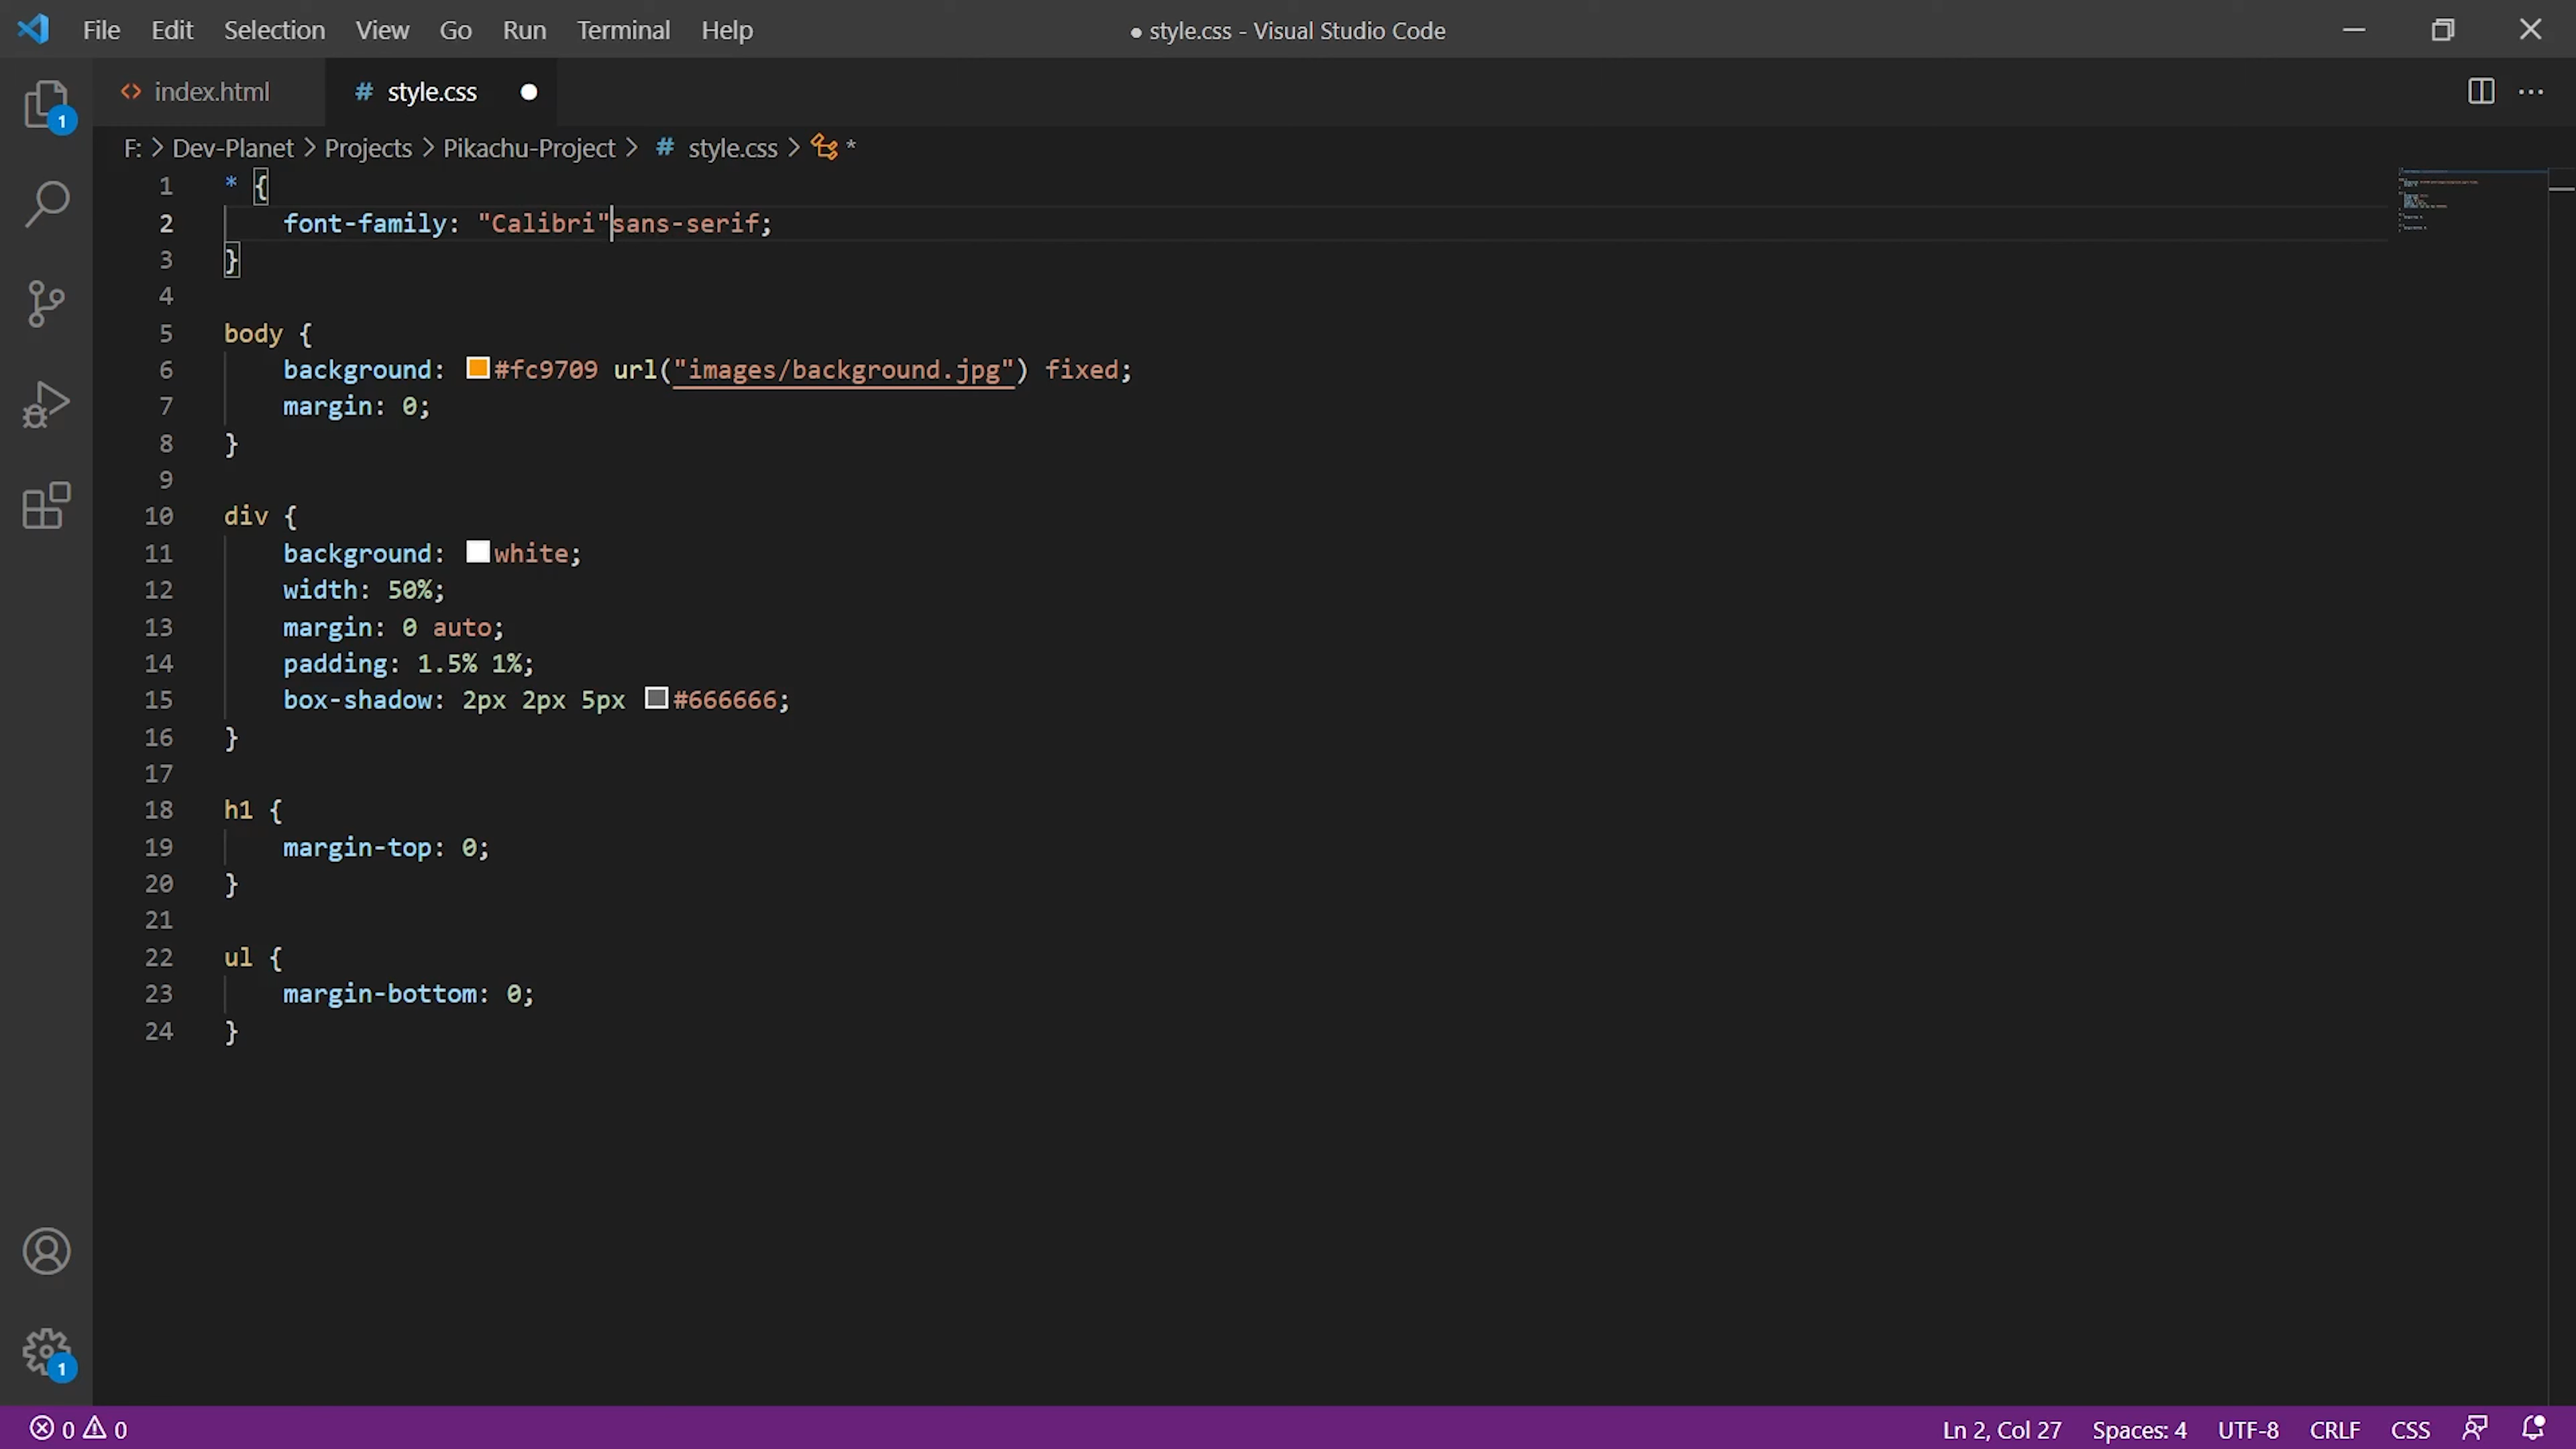 File Edit Selection View Go Run Terminal Help ● style.css - Visual Studio Code
<> index.html # style.css ●
F: > Dev-Planet > Projects > Pikachu-Project > # style.css > *
1
1 * {
2 font-family: "Calibri"sans-serif;
3 }
4
5 body {
6 background: #fc9709 url("images/background.jpg") fixed;
7 margin: 0;
8 }
9
10 div {
11 background: white;
12 width: 50%;
13 margin: 0 auto;
14 padding: 1.5% 1%;
15 box-shadow: 2px 2px 5px #666666;
16 }
17
18 h1 {
19 margin-top: 0;
20 }
21
22 ul {
23 margin-bottom: 0;
24 }
1
0 0 Ln 2, Col 27 Spaces: 4 UTF-8 CRLF CSS